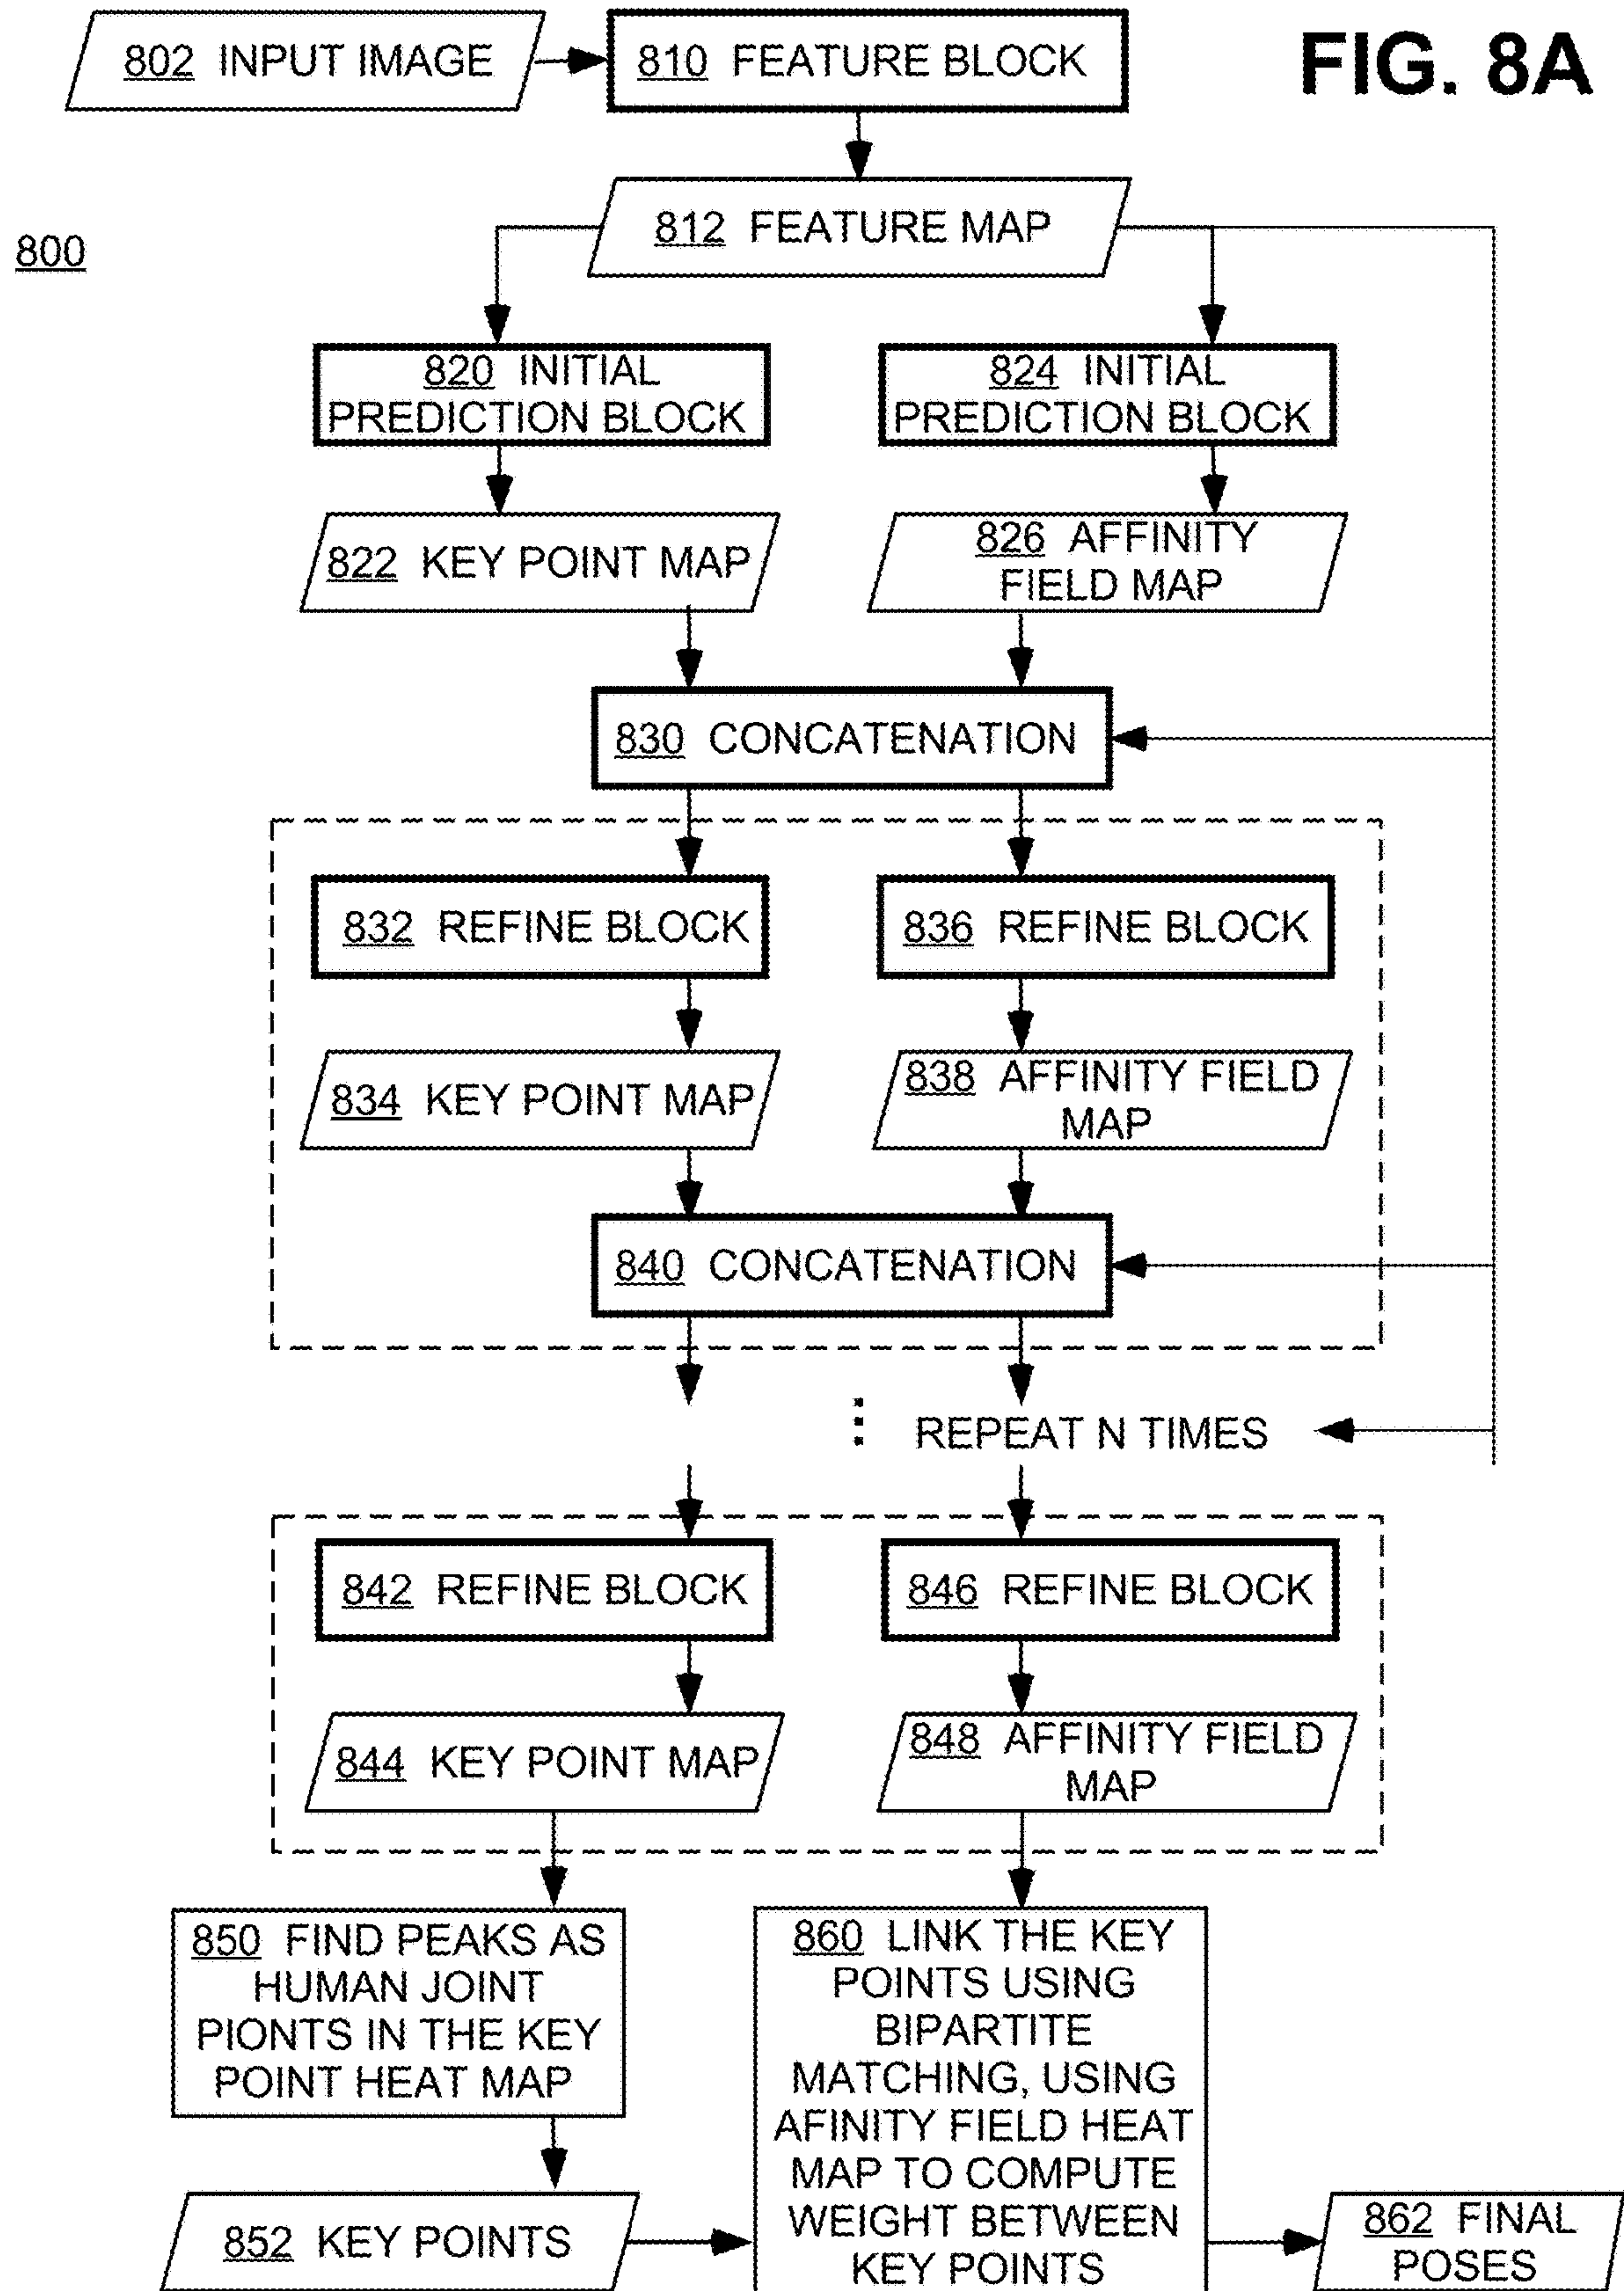 802 INPUT IMAGE
810 FEATURE BLOCK
FIG. 8A
812 FEATURE MAP
800
820 INITIAL
PREDICTION BLOCK
824 INITIAL
PREDICTION BLOCK
822 KEY POINT MAP
826 AFFINITY
FIELD MAP
830 CONCATENATION
832 REFINE BLOCK
836 REFINE BLOCK
834 KEY POINT MAP
838 AFFINITY FIELD
MAP
840 CONCATENATION
REPEAT N TIMES
842 REFINE BLOCK
846 REFINE BLOCK
844 KEY POINT MAP
848 AFFINITY FIELD
MAP
850 FIND PEAKS AS
HUMAN JOINT
PIONTS IN THE KEY
POINT HEAT MAP
860 LINK THE KEY
POINTS USING
BIPARTITE
MATCHING, USING
AFINITY FIELD HEAT
MAP TO COMPUTE
WEIGHT BETWEEN
KEY POINTS
852 KEY POINTS
862 FINAL
POSES